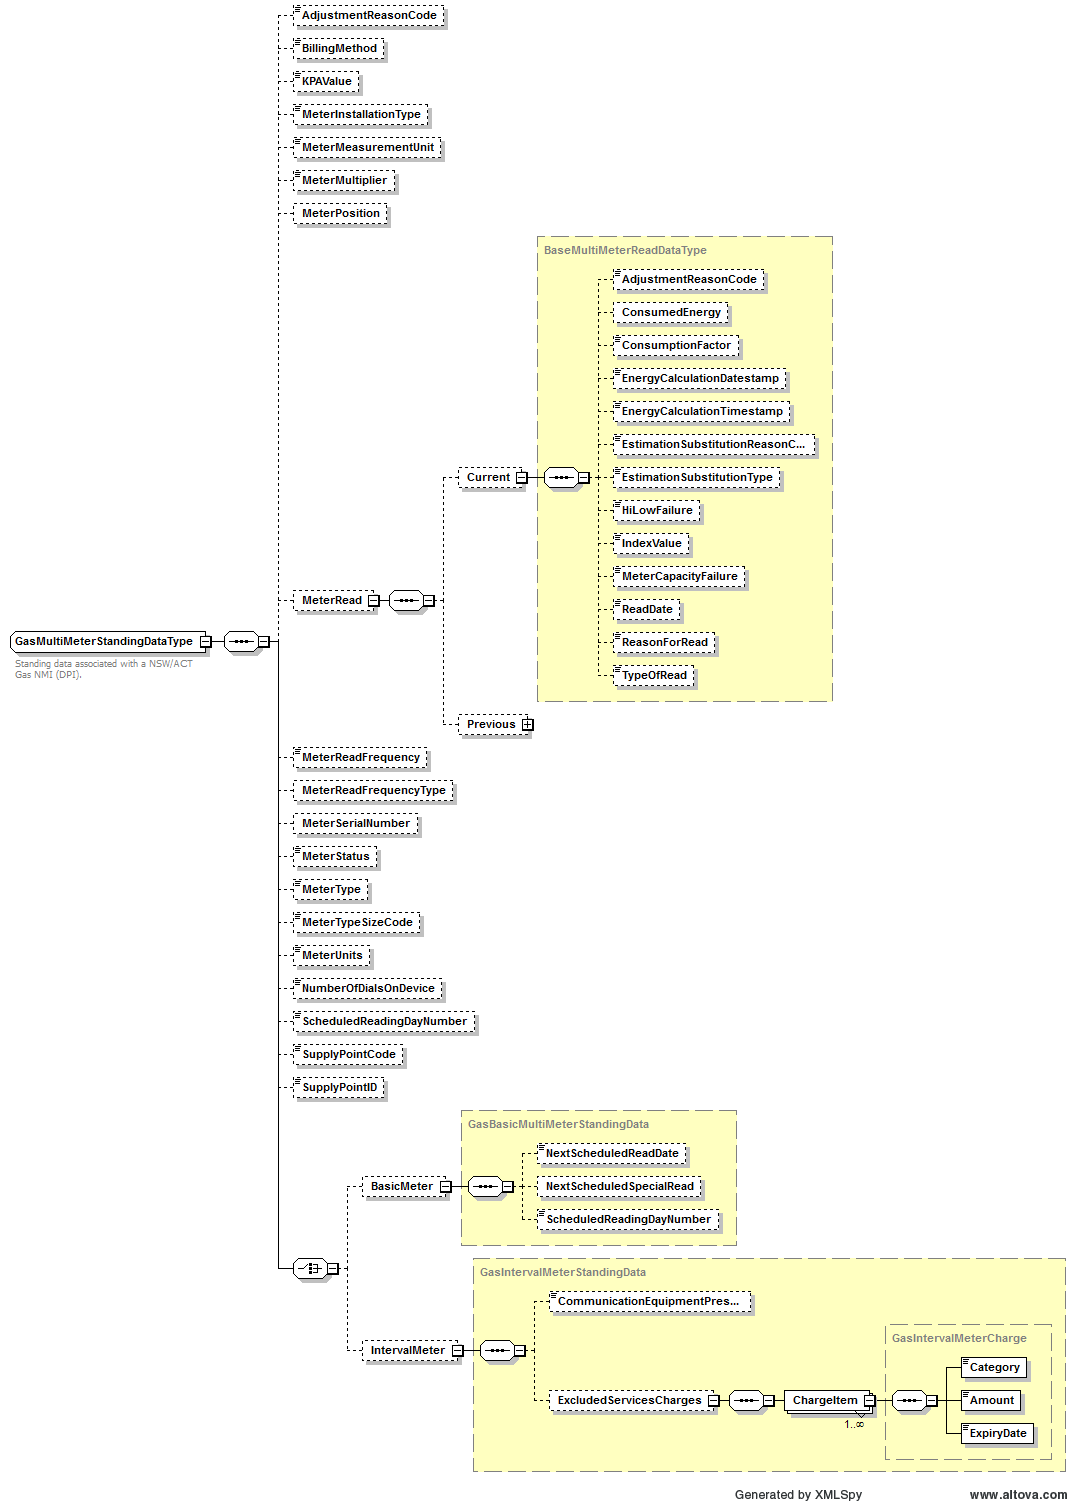 AdjustmentReasonCode
BillingMethod
KPAValue
MeterInstallationType
MeterMeasurementUnit
MeterMultiplier
MeterPosition
BaseMultiMeterReadDataType
AdjustmentReasonCode
ConsumedEnergy
ConsumptionFactor
EnergyCalculationDatestamp
EnergyCalculationTimestamp
EstimationSubstitutionReasonC...
Current
EstimationSubstitutionType
HiLowFailure
IndexValue
MeterCapacityFailure
MeterRead
ReadDate
ReasonForRead
TypeOfRead
GasMultiMeterStandingDataType
Standing data associated with a NSW/ACT
Gas NMI (DPI).
Previous
MeterReadFrequency
MeterReadFrequencyType
MeterSerialNumber
MeterStatus
MeterType
MeterTypeSizeCode
MeterUnits
NumberOfDialsOnDevice
ScheduledReadingDayNumber
SupplyPointCode
SupplyPointID
GasBasicMultiMeterStandingData
NextScheduledReadDate
BasicMeter
NextScheduledSpecialRead
ScheduledReadingDayNumber
GasIntervalMeterStandingData
CommunicationEquipmentPres...
IntervalMeter
GasIntervalMeterCharge
Category
ExcludedServicesCharges
ChargeItem
1..∞
Amount
ExpiryDate
Generated by XMLSpy
www.altova.com